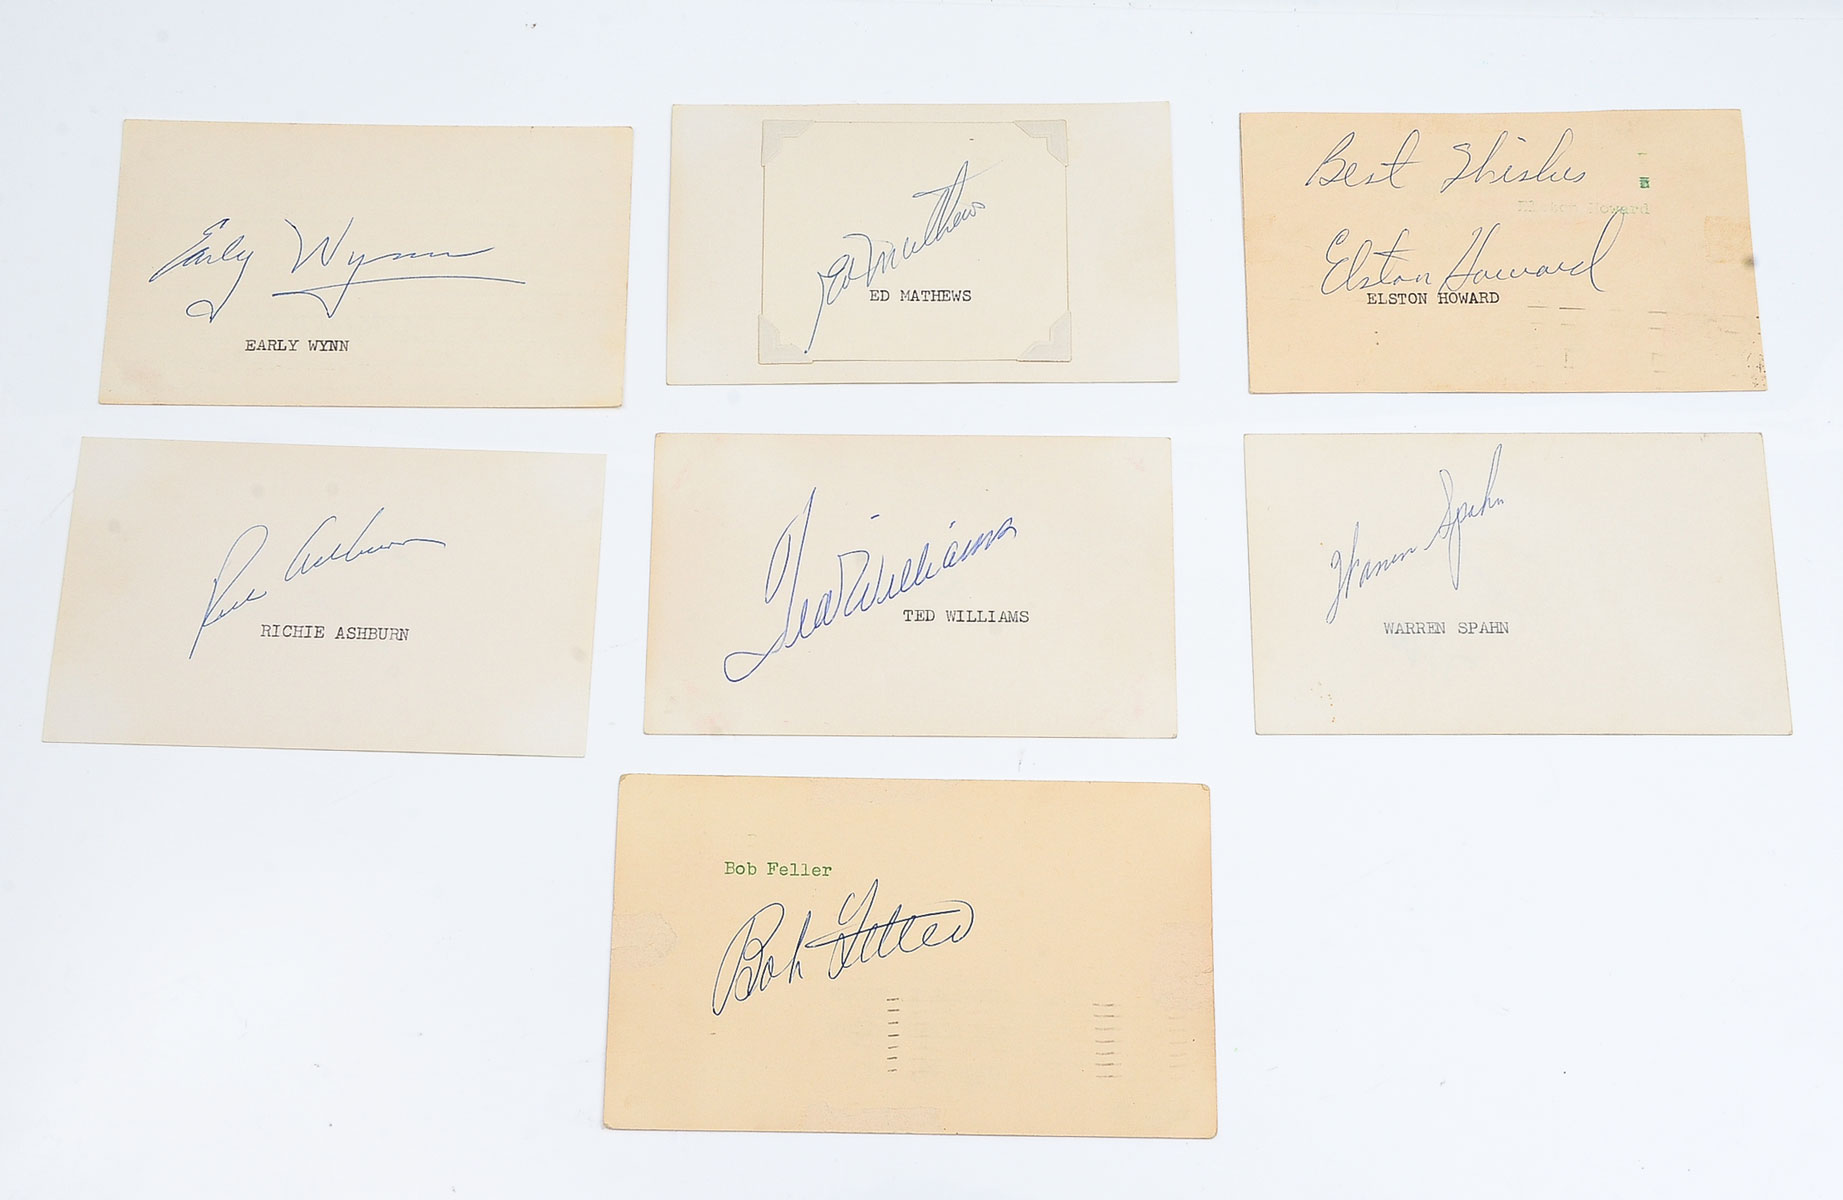 Early Wynn
EARLY WYNN
Ed Mathews
ED MATHEWS
Best Wishes
Elston Howard
Elston Howard
ELSTON HOWARD
Rich Ashburn
RICHIE ASHBURN
Ted Williams
TED WILLIAMS
Warren Spahn
WARREN SPAHN
Bob Feller
Bob Feller